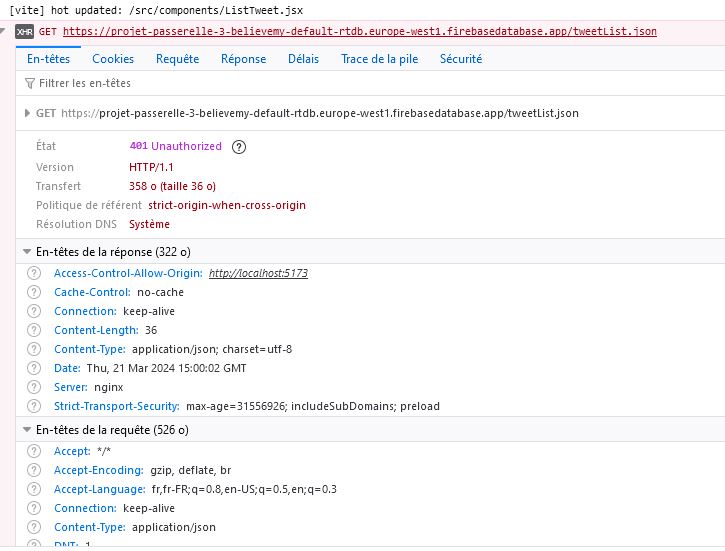 [vite] hot updated: /src/components/ListTweet.jsx
XHR GET https://projet-passerelle-3-believemy-default-rtdb.europe-west1.firebasedatabase.app/tweetList.json
En-têtes Cookies Requête Réponse Délais Trace de la pile Sécurité
Filtrer les en-têtes
GET https://projet-passerelle-3-believemy-default-rtdb.europe-west1.firebasedatabase.app/tweetList.json
État 401 Unauthorized ?
Version HTTP/1.1
Transfert 358 o (taille 36 o)
Politique de référent strict-origin-when-cross-origin
Résolution DNS Système
En-têtes de la réponse (322 o)
? Access-Control-Allow-Origin: http://localhost:5173
? Cache-Control: no-cache
? Connection: keep-alive
? Content-Length: 36
? Content-Type: application/json; charset=utf-8
? Date: Thu, 21 Mar 2024 15:00:02 GMT
? Server: nginx
? Strict-Transport-Security: max-age=31556926; includeSubDomains; preload
En-têtes de la requête (526 o)
? Accept: */*
? Accept-Encoding: gzip, deflate, br
? Accept-Language: fr,fr-FR;q=0.8,en-US;q=0.5,en;q=0.3
? Connection: keep-alive
? Content-Type: application/json
? DNT: 1